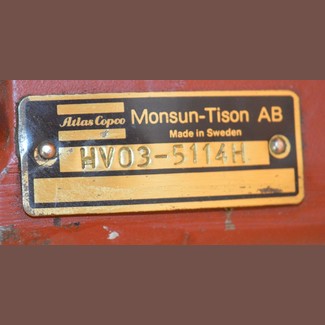 Atlas Copco
Monsun-Tison AB
Made in Sweden
HV03-5114H